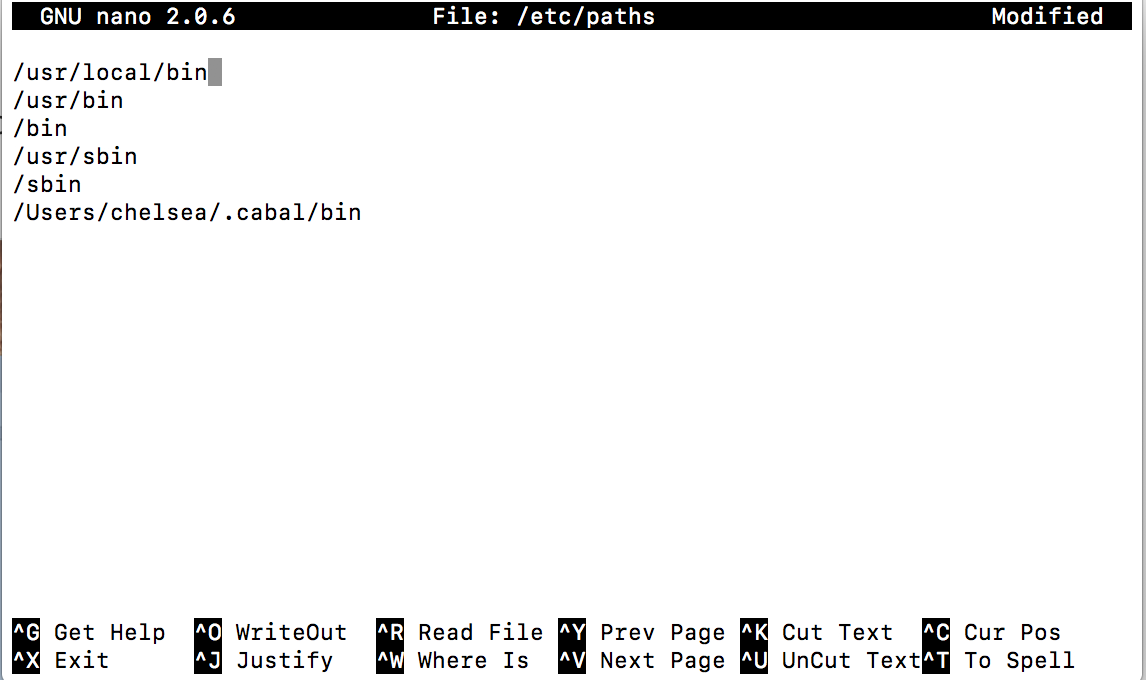 GNU nano 2.0.6 File: /etc/paths Modified
/usr/local/bin
/usr/bin
/bin
/usr/sbin
/sbin
/Users/chelsea/.cabal/bin
^G Get Help ^O WriteOut ^R Read File ^Y Prev Page ^K Cut Text ^C Cur Pos
^X Exit ^J Justify ^W Where Is ^V Next Page ^U UnCut Text ^T To Spell